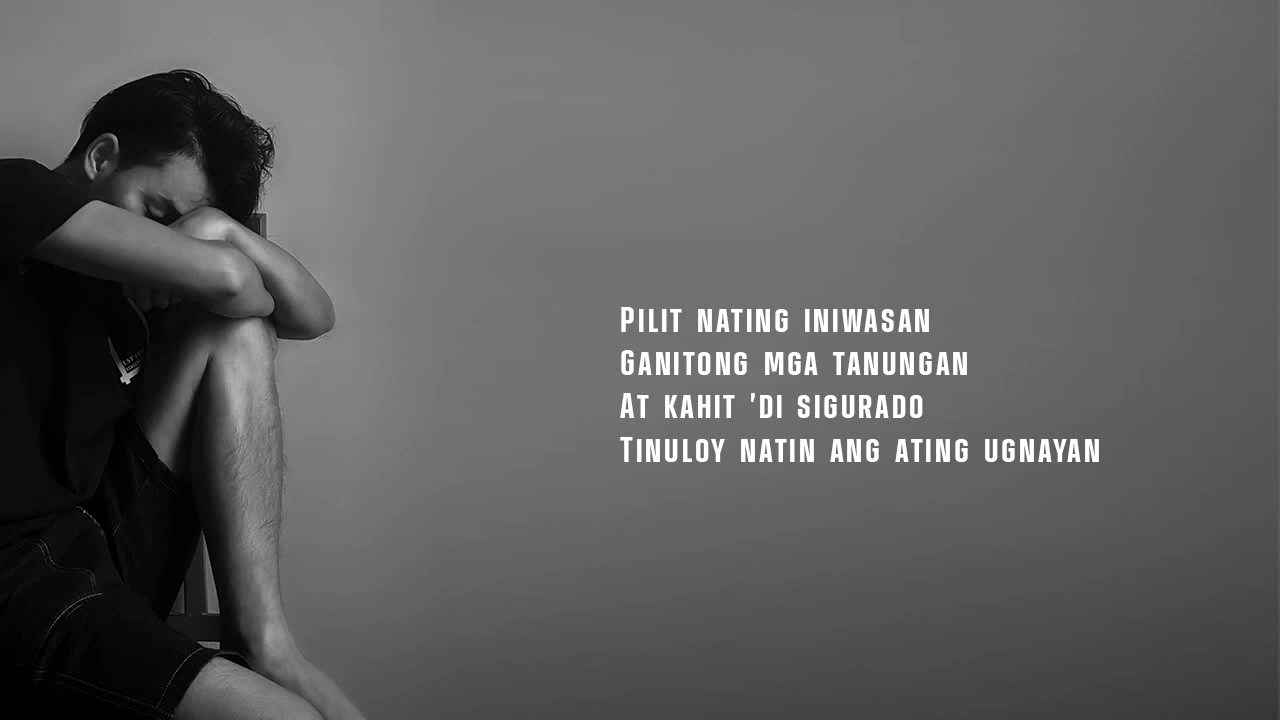 Pilit nating iniwasan
Ganitong mga tanungan
At kahit 'di sigurado
Tinuloy natin ang ating ugnayan